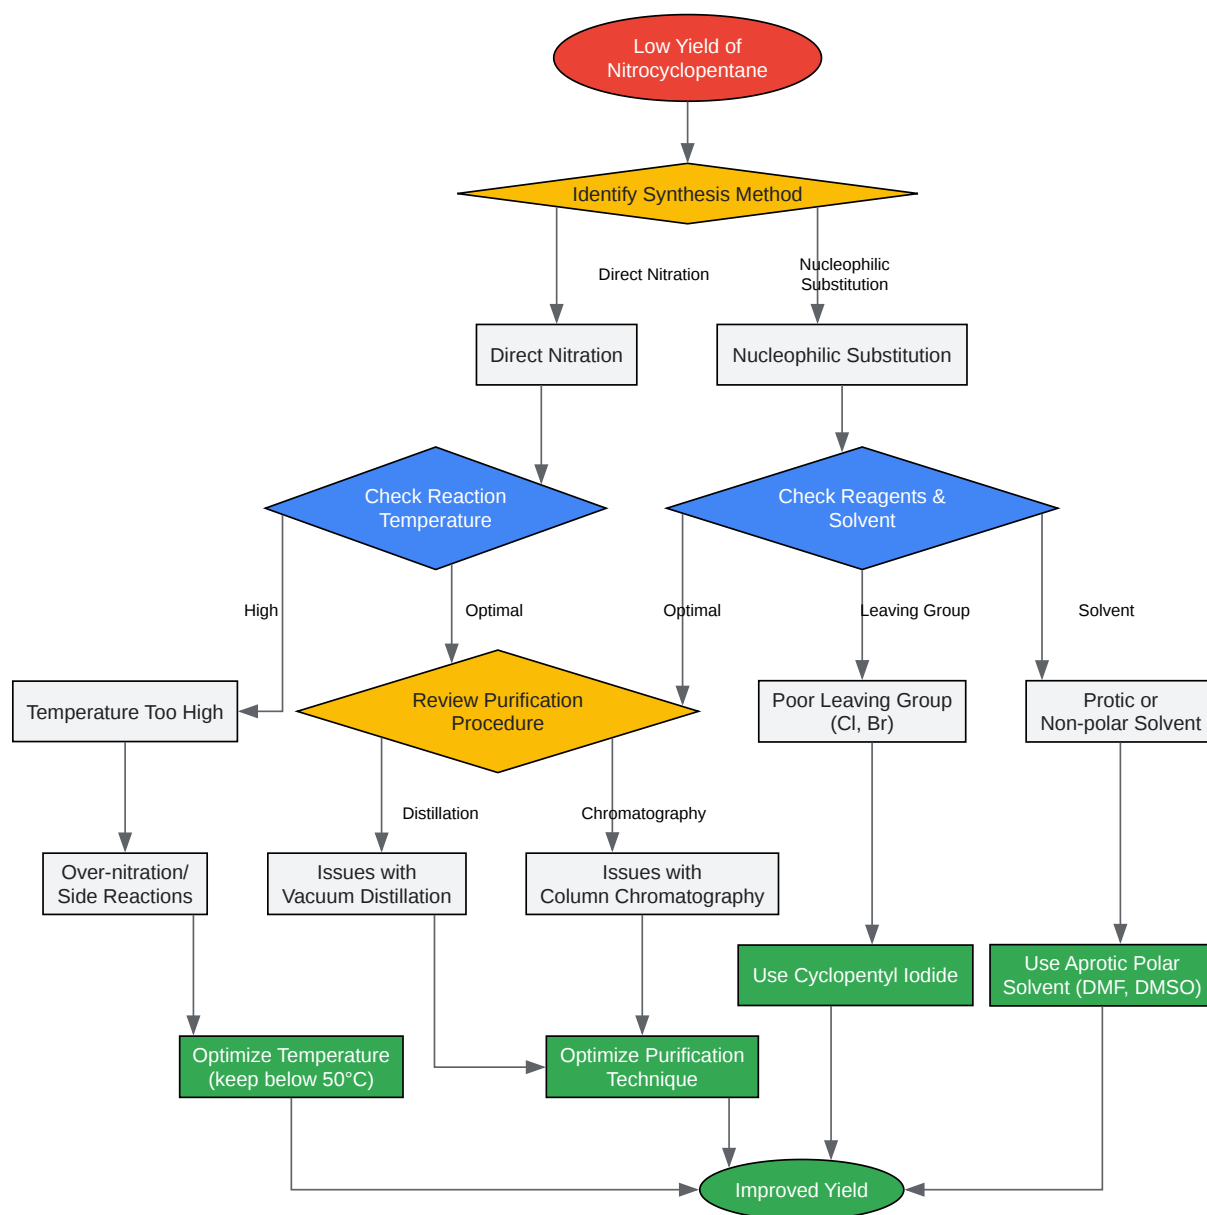 Low Yield of
Nitrocyclopentane
Identify Synthesis Method
Direct Nitration
Nucleophilic
Substitution
Direct Nitration
Nucleophilic Substitution
Check Reaction
Temperature
Check Reagents &
Solvent
High
Optimal
Optimal
Leaving Group
Solvent
Temperature Too High
Review Purification
Procedure
Poor Leaving Group
(Cl, Br)
Protic or
Non-polar Solvent
Distillation
Chromatography
Over-nitration/
Side Reactions
Issues with
Vacuum Distillation
Issues with
Column Chromatography
Use Cyclopentyl Iodide
Use Aprotic Polar
Solvent (DMF, DMSO)
Optimize Temperature
(keep below 50°C)
Optimize Purification
Technique
Improved Yield